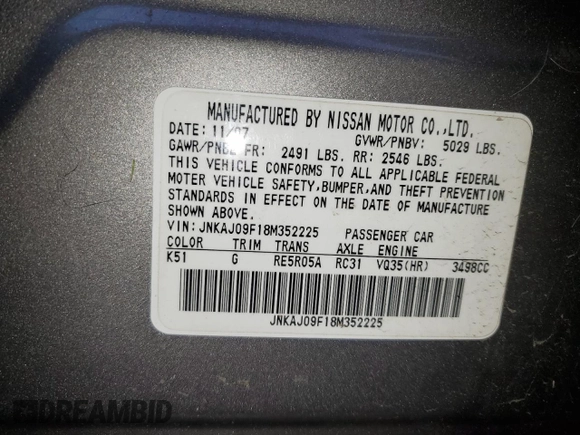 MANUFACTURED BY NISSAN MOTOR CO.,LTD.
DATE: 11/07 GVWR/PNBV: 5029 LBS.
GAWR/PNBE FR: 2491 LBS. RR: 2546 LBS.
THIS VEHICLE CONFORMS TO ALL APPLICABLE FEDERAL
MOTER VEHICLE SAFETY,BUMPER,AND THEFT PREVENTION
STANDARDS IN EFFECT ON THE DATE OF MANUFACTURE
SHOWN ABOVE.
VIN: JNKAJ09F18M352225 PASSENGER CAR
COLOR TRIM TRANS AXLE ENGINE
K51 G RE5R05A RC31 VQ35(HR) 3498CC
JNKAJ09F18M352225
DREAMBID